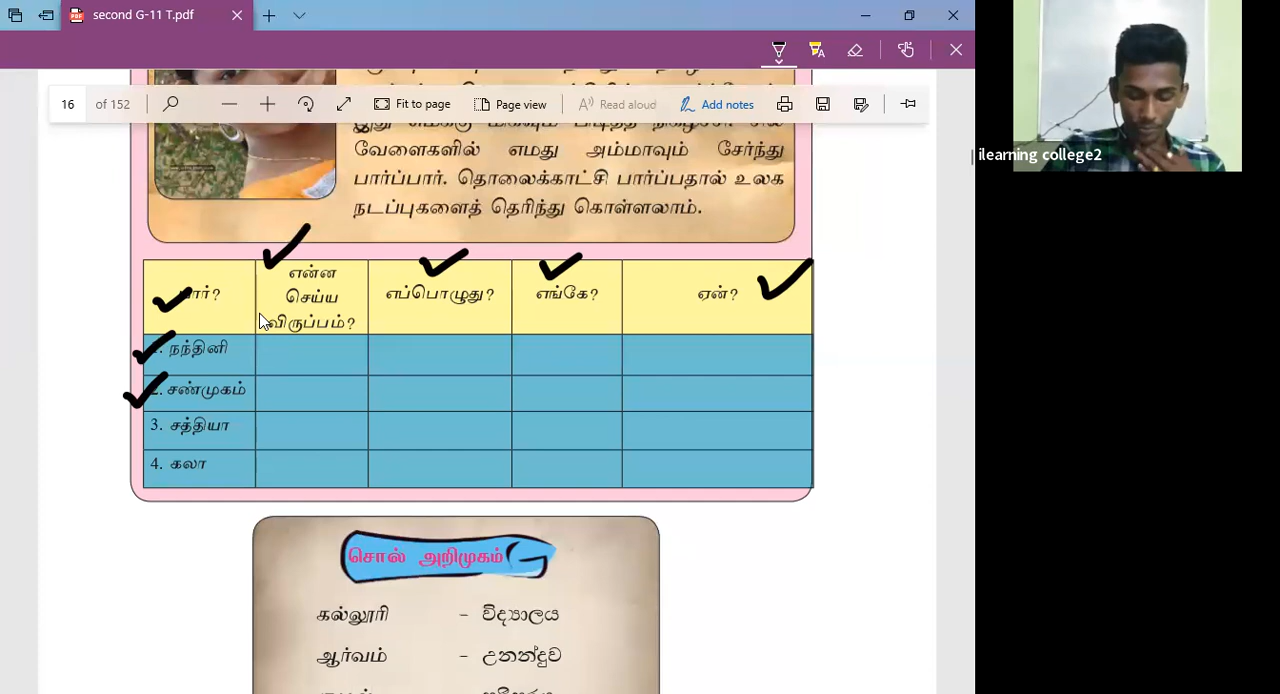 second G-11 T.pdf
16 of 152
Fit to page
Page view
Read aloud
Add notes
ilearning college2
வேளைகளில் எமது அம்மாவும் சேர்ந்து
பார்ப்பார். தொலைக்காட்சி பார்ப்பதால் உலக
நடப்புகளைத் தெரிந்து கொள்ளலாம்.
யார்?
என்ன
செய்ய
விருப்பம்?
எப்பொழுது?
எங்கே?
ஏன்?
1. நந்தினி
2. சண்முகம்
3. சத்தியா
4. கலா
சொல் அறிமுகம்
கல்லூரி - විද්‍යාලය
ஆர்வம் - උනන්දුව